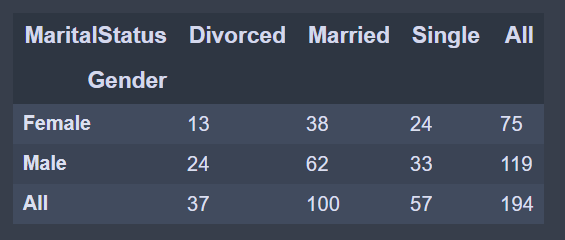 MaritalStatus Divorced Married Single All
Gender
Female 13 38 24 75
Male 24 62 33 119
All 37 100 57 194